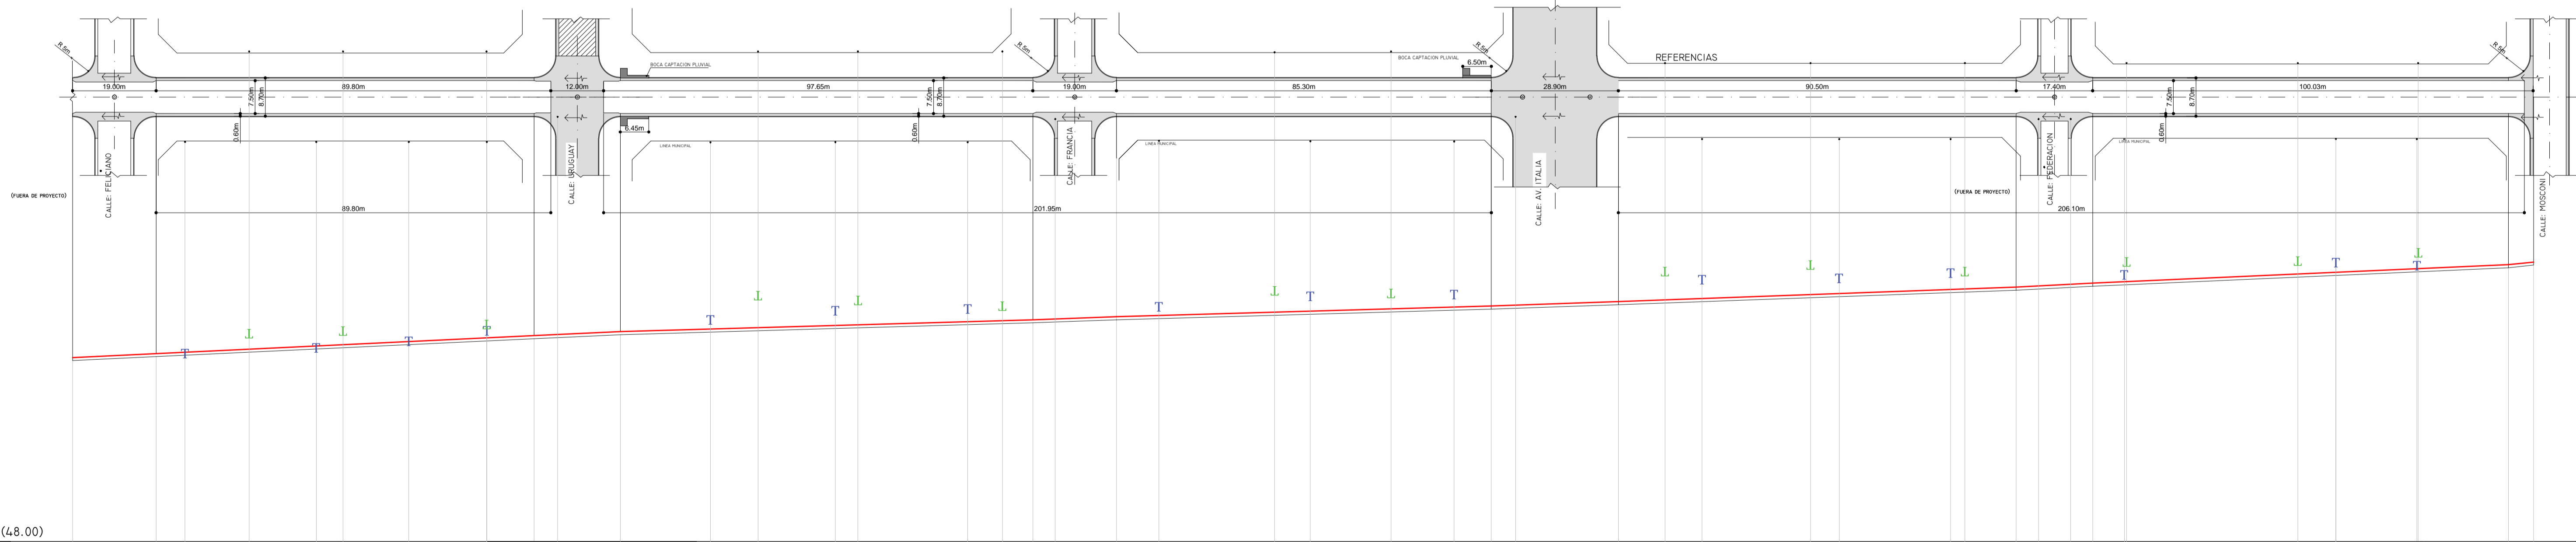 R 5m
R 5m
R 5m
R 5m
BOCA CAPTACION PLUVIAL
BOCA CAPTACION PLUVIAL
6.50m
REFERENCIAS
19.00m
89.80m
12.00m
97.65m
19.00m
85.30m
28.90m
90.50m
17.40m
100.03m
7.50m
8.70m
7.50m
8.70m
7.50m
8.70m
0.60m
6.45m
0.60m
0.60m
LINEA MUNICIPAL
LINEA MUNICIPAL
LINEA MUNICIPAL
CALLE: FELICIANO
CALLE: URUGUAY
CALLE: FRANCIA
CALLE: AV. ITALIA
CALLE: FEDERACION
CALLE: MOSCONI
(FUERA DE PROYECTO)
(FUERA DE PROYECTO)
89.80m
201.95m
206.10m
T T T T T T T T T T T T T T T
T T T T T T T T T T T T T T T
(48.00)